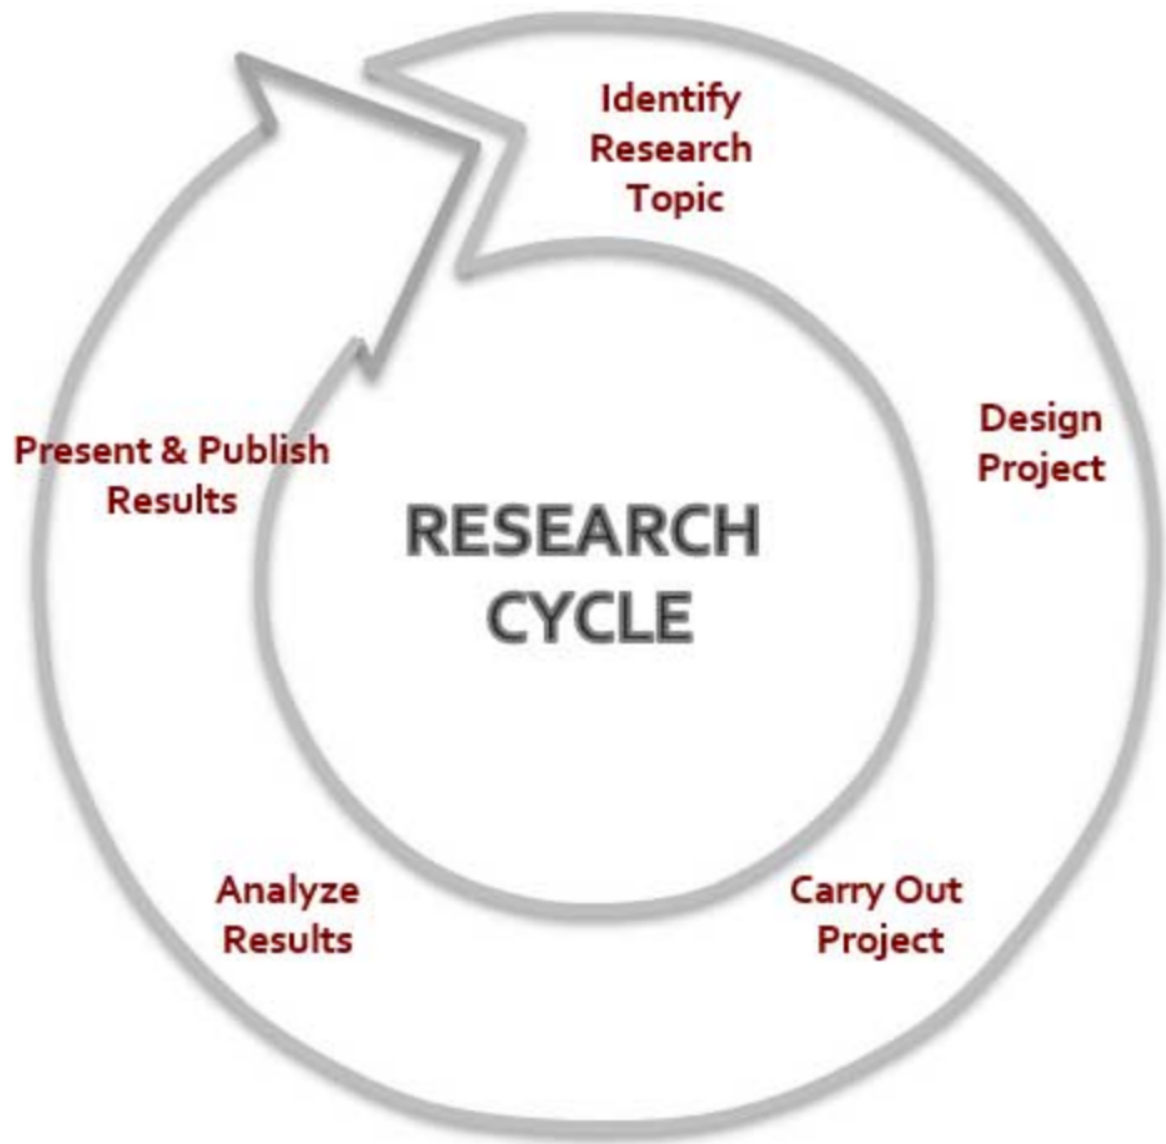 Identify
Research
Topic
Design
Project
Carry Out
Project
Analyze
Results
Present & Publish
Results
RESEARCH
CYCLE